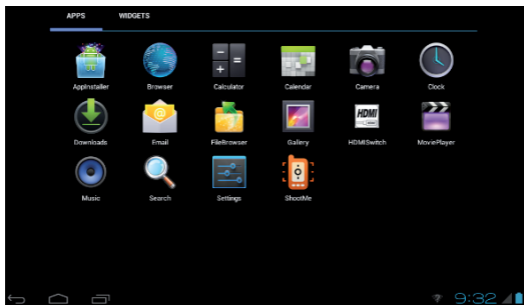 APPS WIDGETS
AppInstaller Browser Calculator Calendar Camera Clock
Downloads Email FileBrowser Gallery HDMISwitch MoviePlayer
HDMI
Music Search Settings ShootMe
9:32